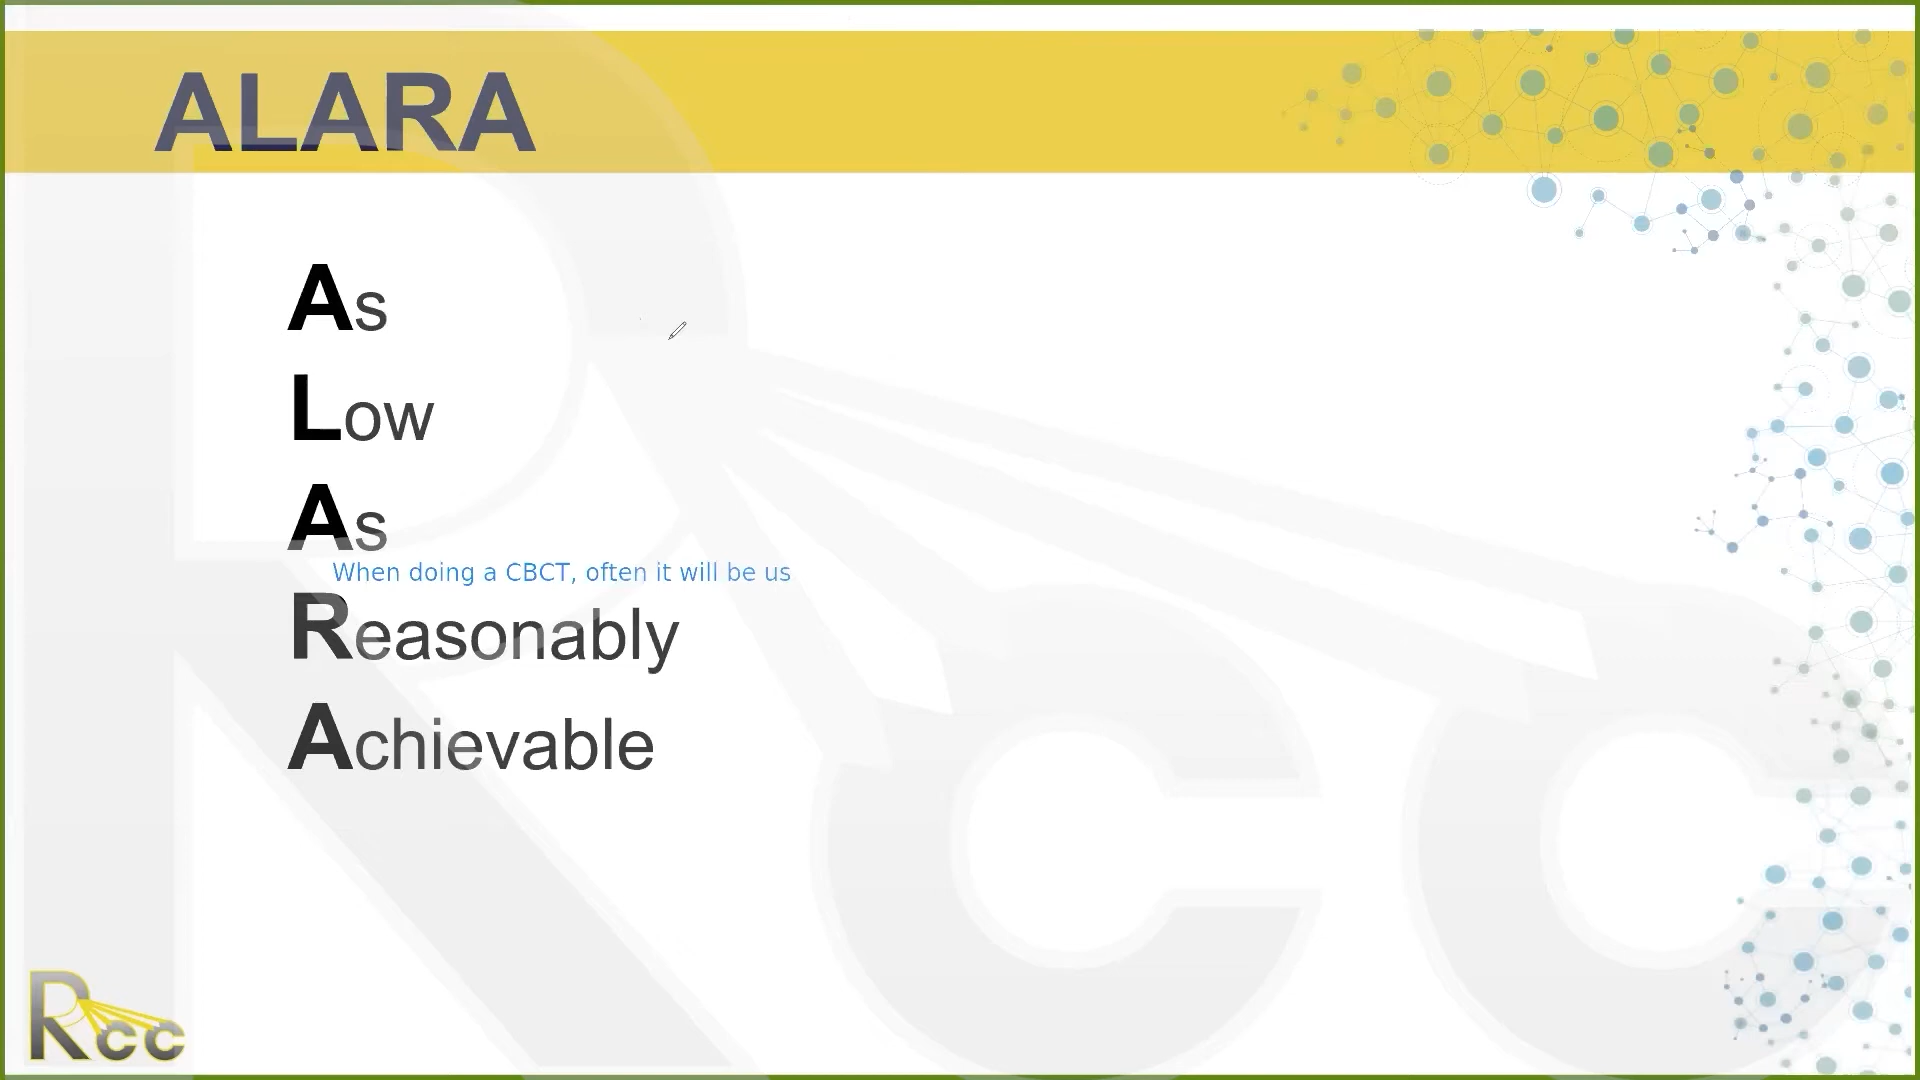 ALARA
As
Low
As
When doing a CBCT, often it will be us
Reasonably
Achievable
Rcc